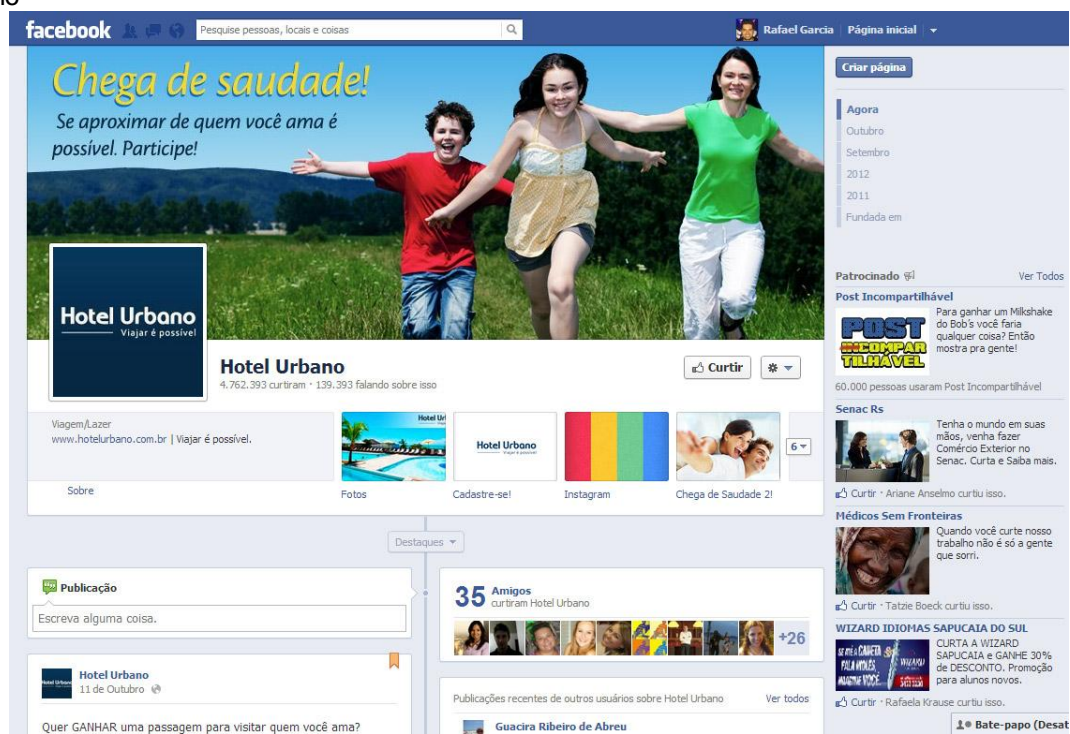 facebook
Pesquise pessoas, locais e coisas
Rafael Garcia
Página inicial
Chega de saudade!
Se aproximar de quem você ama é
possível. Participe!
Hotel Urbano
Viajar é possível
Hotel Urbano
4.762.393 curtiram · 139.393 falando sobre isso
Curtir
Viagem/Lazer
www.hotelurbano.com.br | Viajar é possível.
Sobre
Hotel Urbano
6
Fotos
Cadastre-se!
Instagram
Chega de Saudade 2!
Destaques
Publicação
Escreva alguma coisa.
Hotel Urbano
11 de Outubro
Quer GANHAR uma passagem para visitar quem você ama?
35 Amigos
curtiram Hotel Urbano
+26
Publicações recentes de outros usuários sobre Hotel Urbano
Ver todos
Guacira Ribeiro de Abreu
Criar página
Agora
Outubro
Setembro
2012
2011
Fundada em
Patrocinado
Ver Todos
Post Incompartilhável
POST
INCOMPAR
TILHÁVEL
Para ganhar um Milkshake
do Bob's você faria
qualquer coisa? Então
mostra pra gente!
60.000 pessoas usaram Post Incompartilhável
Senac Rs
Tenha o mundo em suas
mãos, venha fazer
Comércio Exterior no
Senac. Curta e Saiba mais.
Curtir · Ariane Anselmo curtiu isso.
Médicos Sem Fronteiras
Quando você curte nosso
trabalho não é só a gente
que sorri.
Curtir · Tatzie Boeck curtiu isso.
WIZARD IDIOMAS SAPUCAIA DO SUL
SE ATÉ A CARETA
FALA INGLÊS,
IMAGINE VOCÊ...
WIZARD
CURTA A WIZARD
SAPUCAIA e GANHE 30%
de DESCONTO. Promoção
para alunos novos.
Curtir · Rafaela Krause curtiu isso.
Bate-papo (Desat